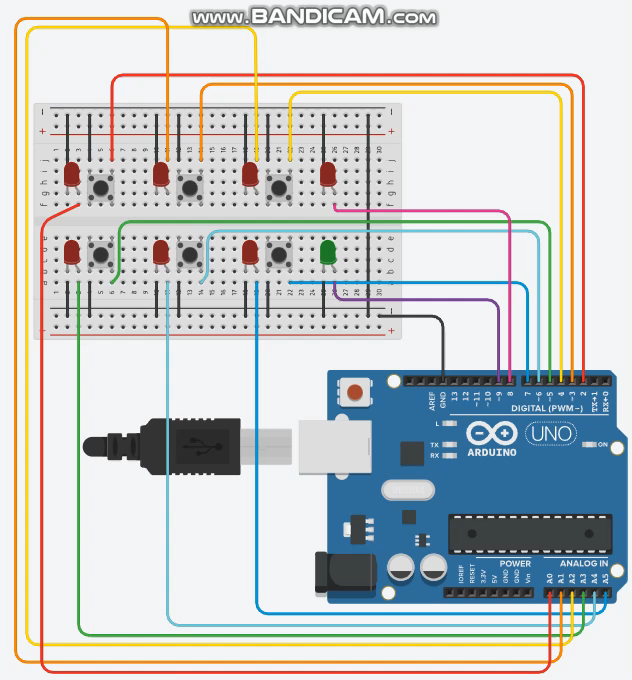 www.BANDICAM.com
- -
+ +
j j
i i
h h
g g
f f
e e
d d
c c
b b
a a
- -
+ +
AREF
GND
13
12
~11
~10
~9
8
7
~6
~5
4
~3
2
TX→1
RX←0
DIGITAL (PWM~)
L
TX
RX
ARDUINO
UNO
ON
POWER
ANALOG IN
IOREF
RESET
3.3V
5V
GND
GND
Vin
A0
A1
A2
A3
A4
A5